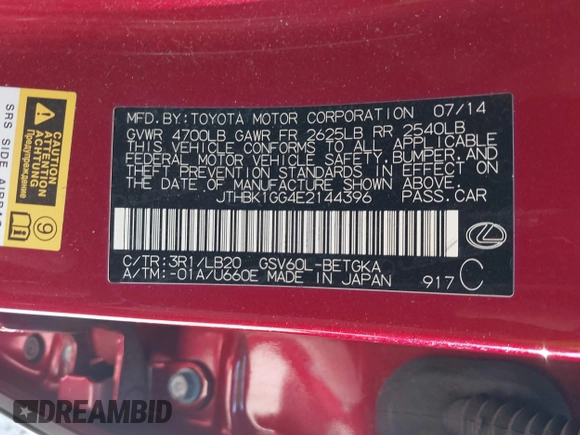 MFD.BY:TOYOTA MOTOR CORPORATION 07/14
GVWR 4700LB GAWR FR 2625LB RR 2540LB
THIS VEHICLE CONFORMS TO ALL APPLICABLE
FEDERAL MOTOR VEHICLE SAFETY,BUMPER,AND
THEFT PREVENTION STANDARDS IN EFFECT ON
THE DATE OF MANUFACTURE SHOWN ABOVE.
JTHBK1GG4E2144396 PASS.CAR
C/TR:3R1/LB20 GSV60L-BETGKA
A/TM:-01A/U660E MADE IN JAPAN 917 C
CAUTION
ATTENTION
ACHTUNG
Предупреждение
9
SRS SIDE AIRBAG
DREAMBID